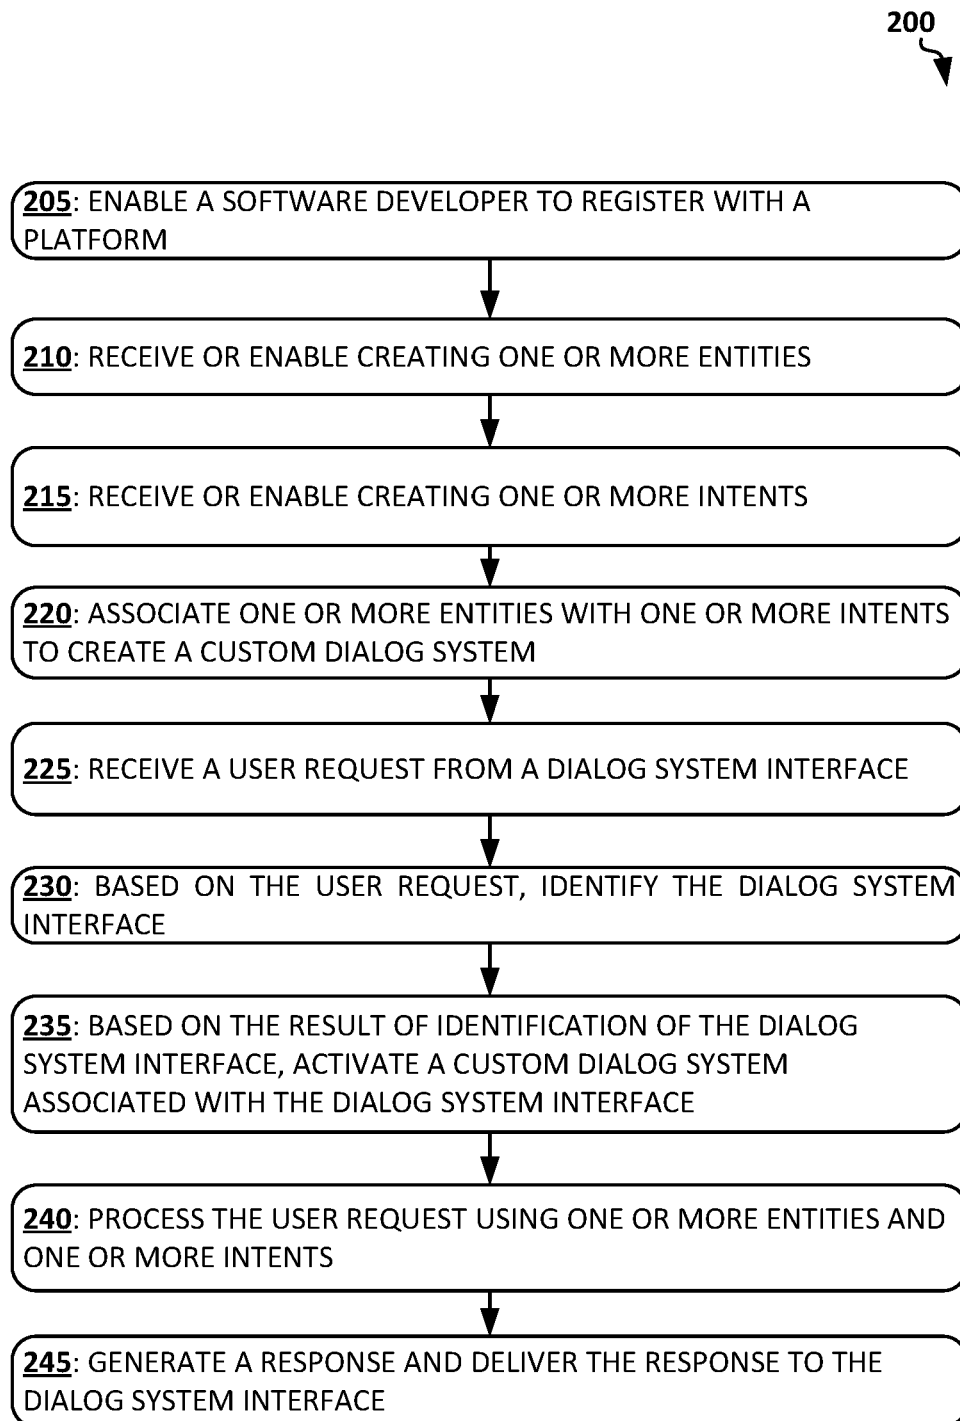 200
205: ENABLE A SOFTWARE DEVELOPER TO REGISTER WITH A
PLATFORM
210: RECEIVE OR ENABLE CREATING ONE OR MORE ENTITIES
215: RECEIVE OR ENABLE CREATING ONE OR MORE INTENTS
220: ASSOCIATE ONE OR MORE ENTITIES WITH ONE OR MORE INTENTS
TO CREATE A CUSTOM DIALOG SYSTEM
225: RECEIVE A USER REQUEST FROM A DIALOG SYSTEM INTERFACE
230: BASED ON THE USER REQUEST, IDENTIFY THE DIALOG SYSTEM
INTERFACE
235: BASED ON THE RESULT OF IDENTIFICATION OF THE DIALOG
SYSTEM INTERFACE, ACTIVATE A CUSTOM DIALOG SYSTEM
ASSOCIATED WITH THE DIALOG SYSTEM INTERFACE
240: PROCESS THE USER REQUEST USING ONE OR MORE ENTITIES AND
ONE OR MORE INTENTS
245: GENERATE A RESPONSE AND DELIVER THE RESPONSE TO THE
DIALOG SYSTEM INTERFACE